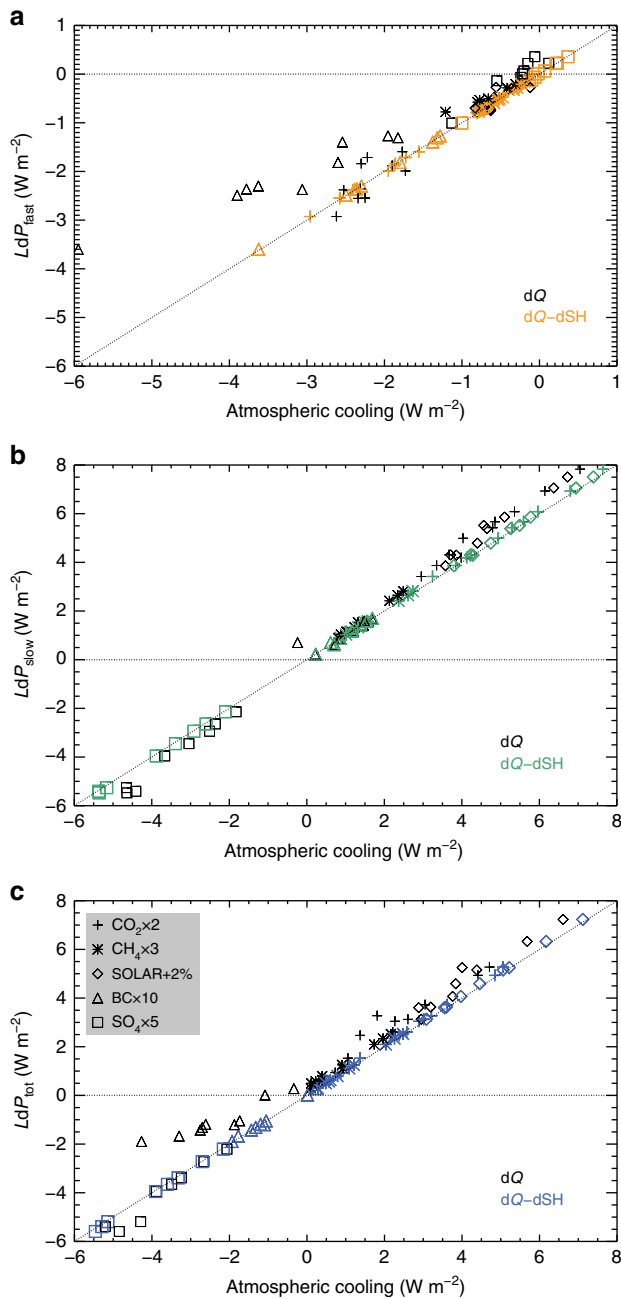 a
1
0
−1
−2
−3
−4
−5
−6
LdP_fast (W m⁻²)
dQ
dQ−dSH
−6 −5 −4 −3 −2 −1 0 1
Atmospheric cooling (W m⁻²)
b
8
6
4
2
0
−2
−4
−6
LdP_slow (W m⁻²)
dQ
dQ−dSH
−6 −4 −2 0 2 4 6 8
Atmospheric cooling (W m⁻²)
c
8
6
4
2
0
−2
−4
−6
LdP_tot (W m⁻²)
CO₂×2
CH₄×3
SOLAR+2%
BC×10
SO₄×5
dQ
dQ−dSH
−6 −4 −2 0 2 4 6 8
Atmospheric cooling (W m⁻²)